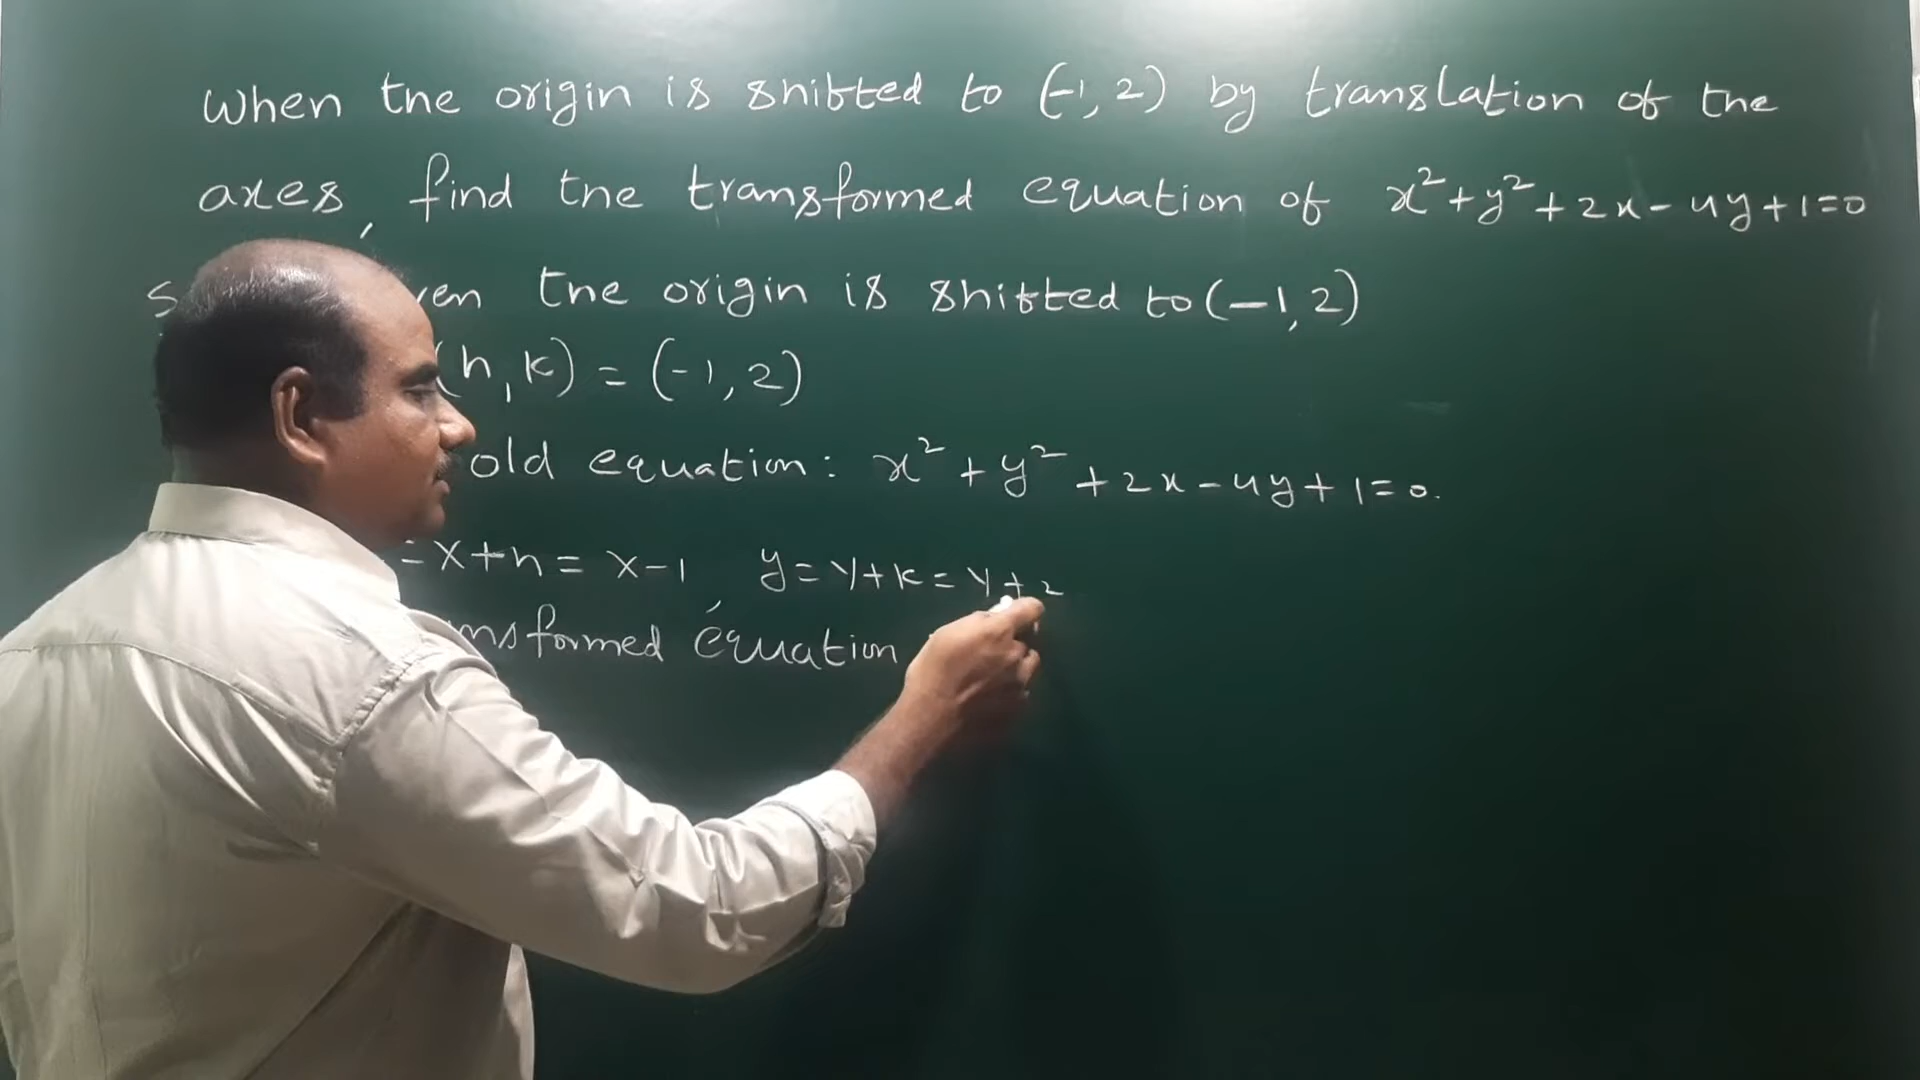 When the origin is shifted to (-1, 2) by translation of the
axes, find the transformed equation of x²+y²+2x-4y+1=0
the origin is shifted to (-1, 2)
(h, k) = (-1, 2)
old equation: x² + y² + 2x - 4y + 1 = 0.
= X+h = X-1, y = Y+k = Y+2
equation